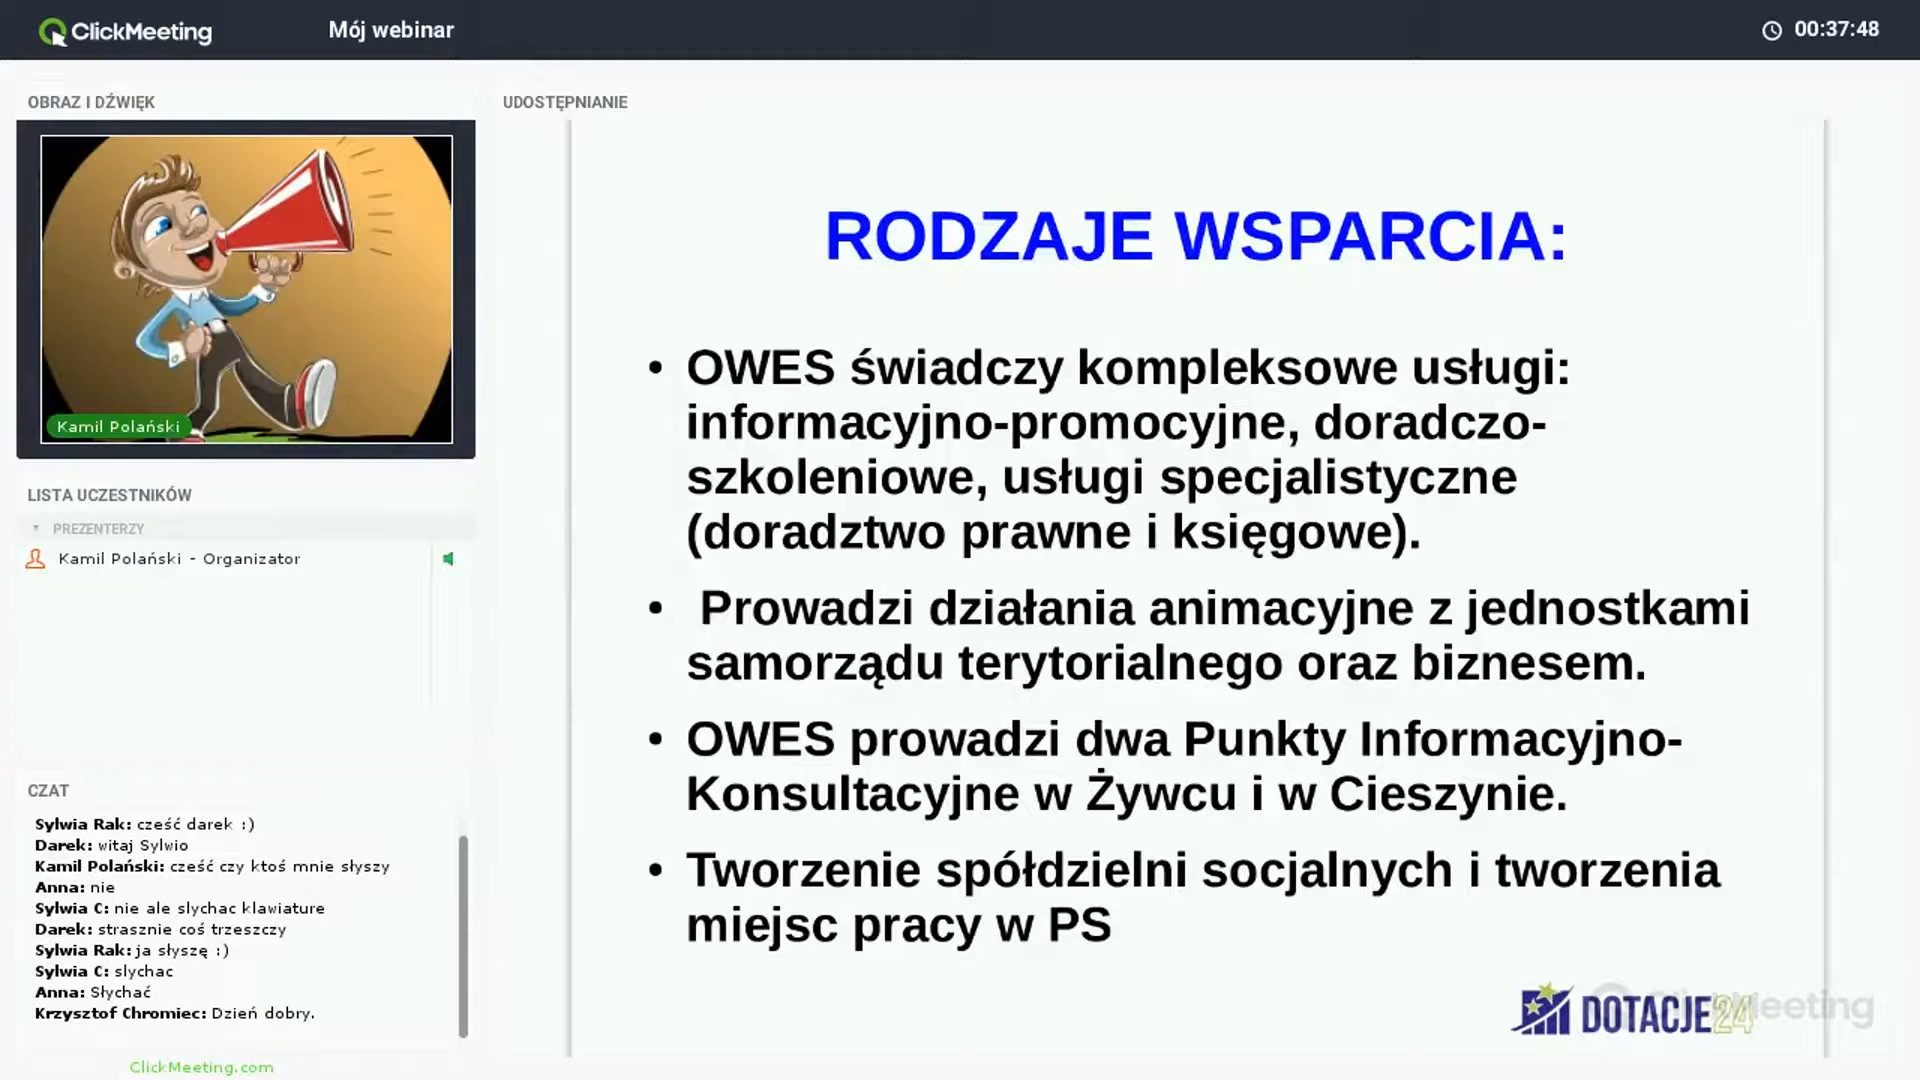 ClickMeeting
Mój webinar
00:37:48
OBRAZ I DŹWIĘK
Kamil Polański
LISTA UCZESTNIKÓW
PREZENTERZY
Kamil Polański - Organizator
CZAT
Sylwia Rak: cześć darek :)
Darek: witaj Sylwio
Kamil Polański: cześć czy ktoś mnie słyszy
Anna: nie
Sylwia C: nie ale slychac klawiature
Darek: strasznie coś trzeszczy
Sylwia Rak: ja słyszę :)
Sylwia C: slychac
Anna: Słychać
Krzysztof Chromiec: Dzień dobry.
ClickMeeting.com
UDOSTĘPNIANIE
RODZAJE WSPARCIA:
• OWES świadczy kompleksowe usługi:
informacyjno-promocyjne, doradczo-
szkoleniowe, usługi specjalistyczne
(doradztwo prawne i księgowe).
• Prowadzi działania animacyjne z jednostkami
samorządu terytorialnego oraz biznesem.
• OWES prowadzi dwa Punkty Informacyjno-
Konsultacyjne w Żywcu i w Cieszynie.
• Tworzenie spółdzielni socjalnych i tworzenia
miejsc pracy w PS
DOTACJE24
ClickMeeting